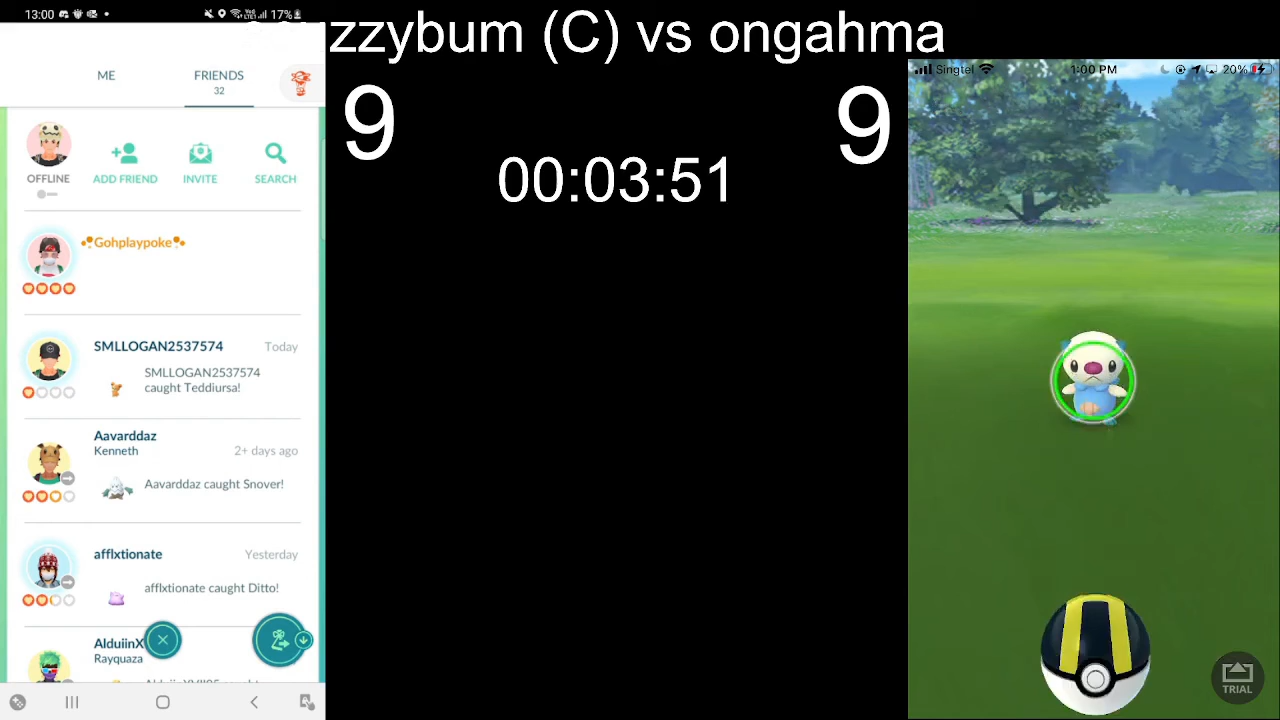 13:00
17%
zzybum (C) vs ongahma
ME
FRIENDS
32
9
9
00:03:51
Singtel
1:00 PM
20%
OFFLINE
ADD FRIEND
INVITE
SEARCH
Gohplaypoke
SMLLOGAN2537574
Today
SMLLOGAN2537574
caught Teddiursa!
Aavarddaz
Kenneth
2+ days ago
Aavarddaz caught Snover!
afflxtionate
Yesterday
afflxtionate caught Ditto!
AlduiinX
Rayquaza
TRIAL